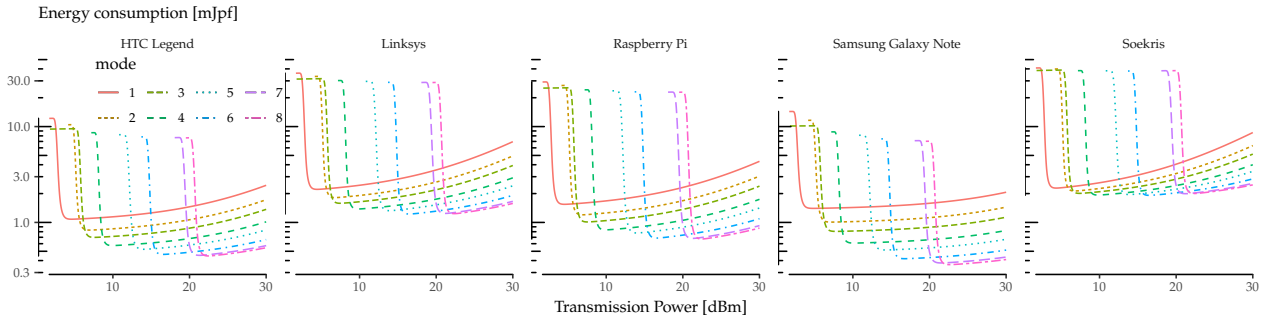 Energy consumption [mJpf]
HTC Legend Linksys Raspberry Pi Samsung Galaxy Note Soekris
mode
1 3 5 7
2 4 6 8
30.0
10.0
3.0
1.0
0.3
10 20 30 10 20 30 10 20 30 10 20 30 10 20 30
Transmission Power [dBm]